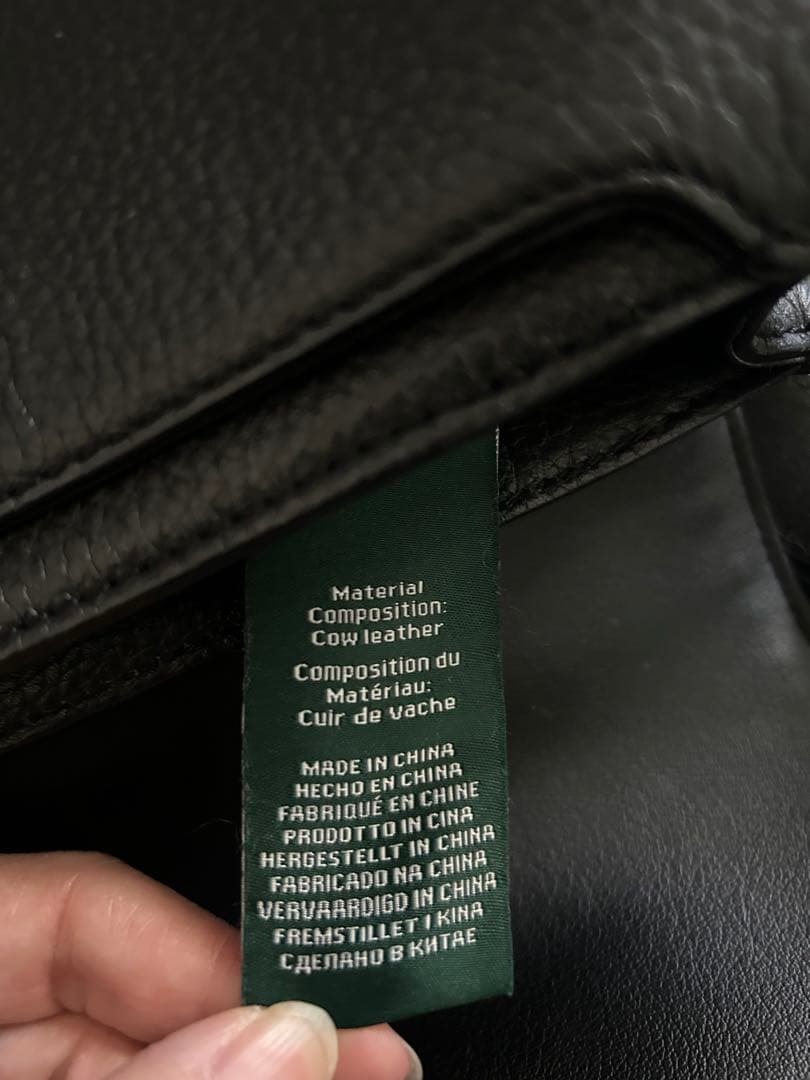 Material
Composition:
Cow leather
Composition du
Matériau:
Cuir de vache
MADE IN CHINA
HECHO EN CHINA
FABRIQUÉ EN CHINE
PRODOTTO IN CINA
HERGESTELLT IN CHINA
FABRICADO NA CHINA
VERVAARDIGD IN CHINA
FREMSTILLET I KINA
СДЕЛАНО В КИТАЕ